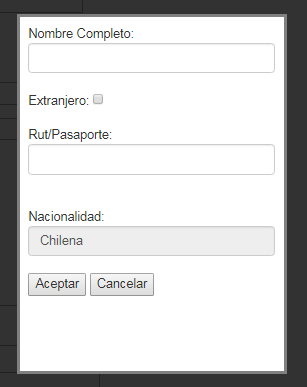 Nombre Completo:
Extranjero:
Rut/Pasaporte:
Nacionalidad:
Chilena
Aceptar Cancelar